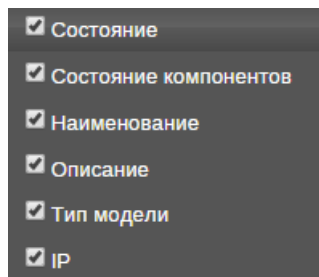 Состояние
Состояние компонентов
Наименование
Описание
Тип модели
IP